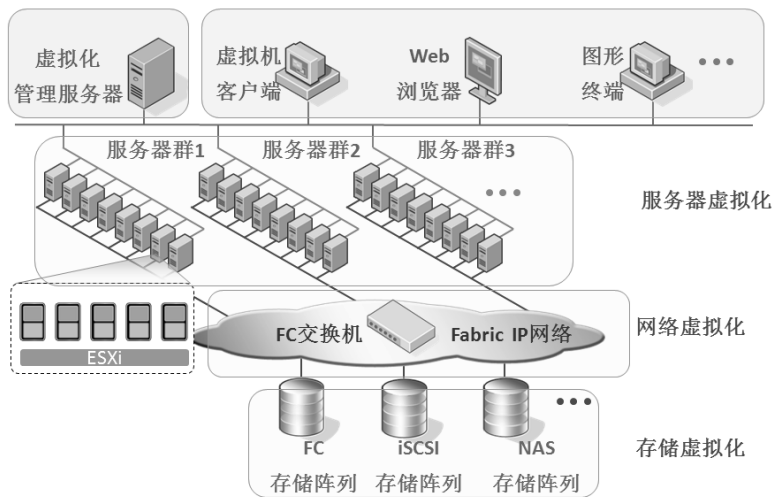 虚拟化
管理服务器
虚拟机
客户端
Web
浏览器
图形
终端
服务器群1
服务器群2
服务器群3
服务器虚拟化
ESXi
FC交换机
Fabric IP网络
网络虚拟化
FC
存储阵列
iSCSI
存储阵列
NAS
存储阵列
存储虚拟化